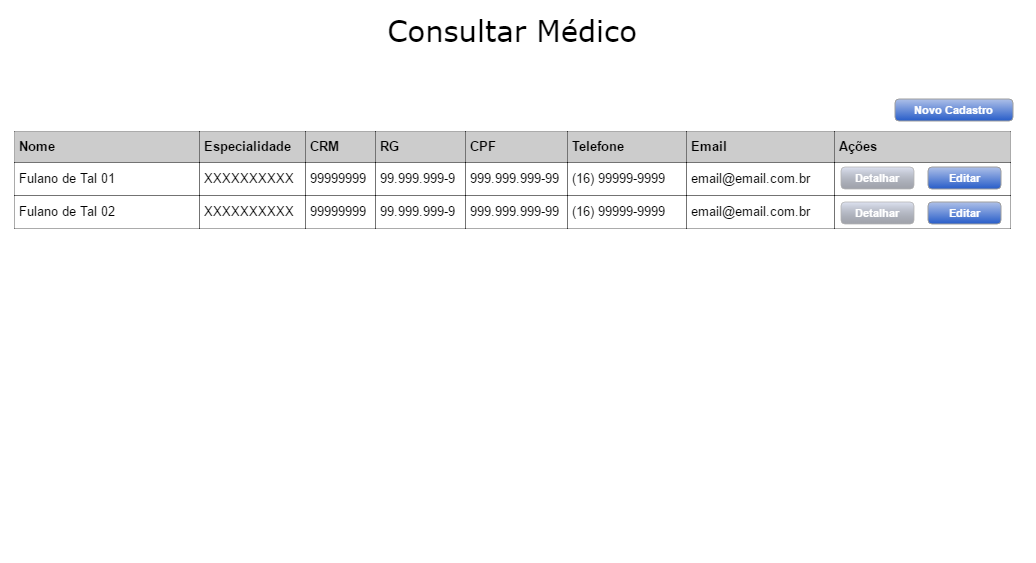 Consultar Médico
Novo Cadastro
Nome Especialidade CRM RG CPF Telefone Email Ações
Fulano de Tal 01 XXXXXXXXXX 99999999 99.999.999-9 999.999.999-99 (16) 99999-9999 email@email.com.br Detalhar Editar
Fulano de Tal 02 XXXXXXXXXX 99999999 99.999.999-9 999.999.999-99 (16) 99999-9999 email@email.com.br Detalhar Editar